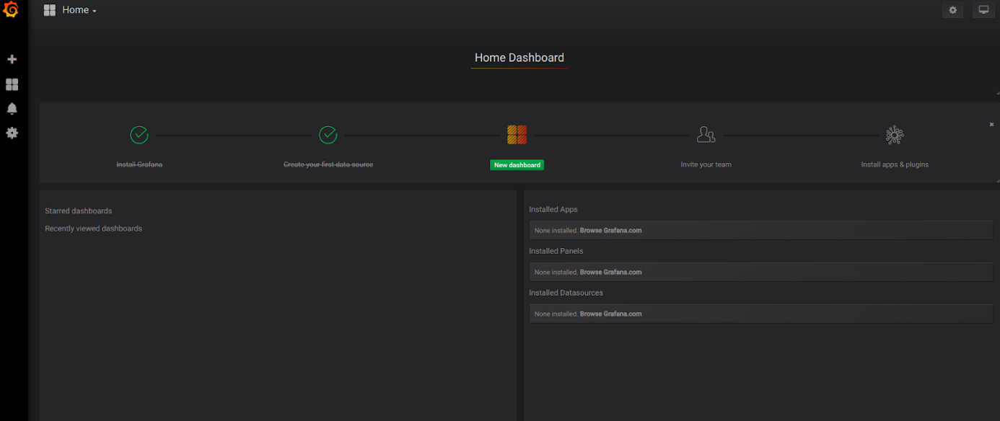 Home
Home Dashboard
Install Grafana
Create your first data source
New dashboard
Invite your team
Install apps & plugins
Starred dashboards
Recently viewed dashboards
Installed Apps
None installed. Browse Grafana.com
Installed Panels
None installed. Browse Grafana.com
Installed Datasources
None installed. Browse Grafana.com